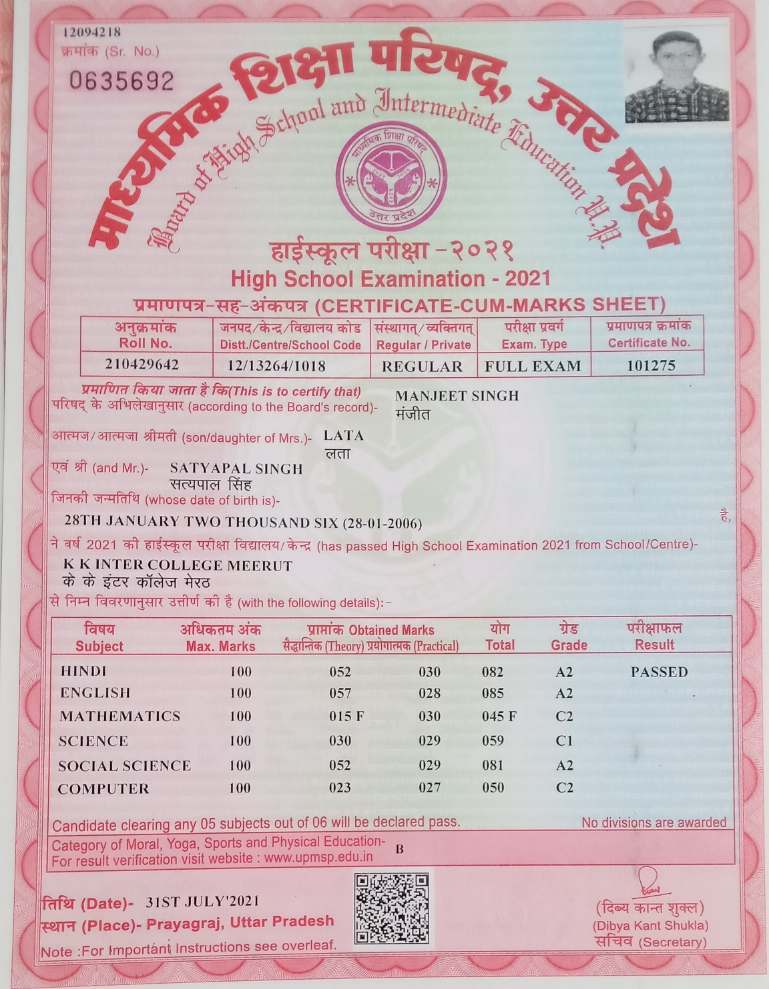 12094218
क्रमांक (Sr. No.)
0635692
माध्यमिक शिक्षा परिषद्, उत्तर प्रदेश
Board of High School and Intermediate Education U.P.
माध्यमिक शिक्षा परिषद
उत्तर प्रदेश
हाईस्कूल परीक्षा - २०२१
High School Examination - 2021
प्रमाणपत्र-सह-अंकपत्र (CERTIFICATE-CUM-MARKS SHEET)
अनुक्रमांक जनपद/केन्द्र/विद्यालय कोड संस्थागत्/व्यक्तिगत् परीक्षा प्रवर्ग प्रमाणपत्र क्रमांक
Roll No. Distt./Centre/School Code Regular / Private Exam. Type Certificate No.
210429642 12/13264/1018 REGULAR FULL EXAM 101275
प्रमाणित किया जाता है कि(This is to certify that)
परिषद् के अभिलेखानुसार (according to the Board's record)- MANJEET SINGH
मंजीत
आत्मज/आत्मजा श्रीमती (son/daughter of Mrs.)- LATA
लता
एवं श्री (and Mr.)- SATYAPAL SINGH
सत्यपाल सिंह
जिनकी जन्मतिथि (whose date of birth is)-
28TH JANUARY TWO THOUSAND SIX (28-01-2006) है,
ने वर्ष 2021 की हाईस्कूल परीक्षा विद्यालय/केन्द्र (has passed High School Examination 2021 from School/Centre)-
K K INTER COLLEGE MEERUT
के के इंटर कॉलेज मेरठ
से निम्न विवरणानुसार उत्तीर्ण की है (with the following details):-
विषय अधिकतम अंक प्राप्तांक Obtained Marks योग ग्रेड परीक्षाफल
Subject Max. Marks सैद्धान्तिक (Theory) प्रयोगात्मक (Practical) Total Grade Result
HINDI 100 052 030 082 A2 PASSED
ENGLISH 100 057 028 085 A2
MATHEMATICS 100 015 F 030 045 F C2
SCIENCE 100 030 029 059 C1
SOCIAL SCIENCE 100 052 029 081 A2
COMPUTER 100 023 027 050 C2
Candidate clearing any 05 subjects out of 06 will be declared pass. No divisions are awarded
Category of Moral, Yoga, Sports and Physical Education- B
For result verification visit website : www.upmsp.edu.in
तिथि (Date)- 31ST JULY'2021
स्थान (Place)- Prayagraj, Uttar Pradesh
Note :For Important Instructions see overleaf.
(दिब्य कान्त शुक्ल)
(Dibya Kant Shukla)
सचिव (Secretary)